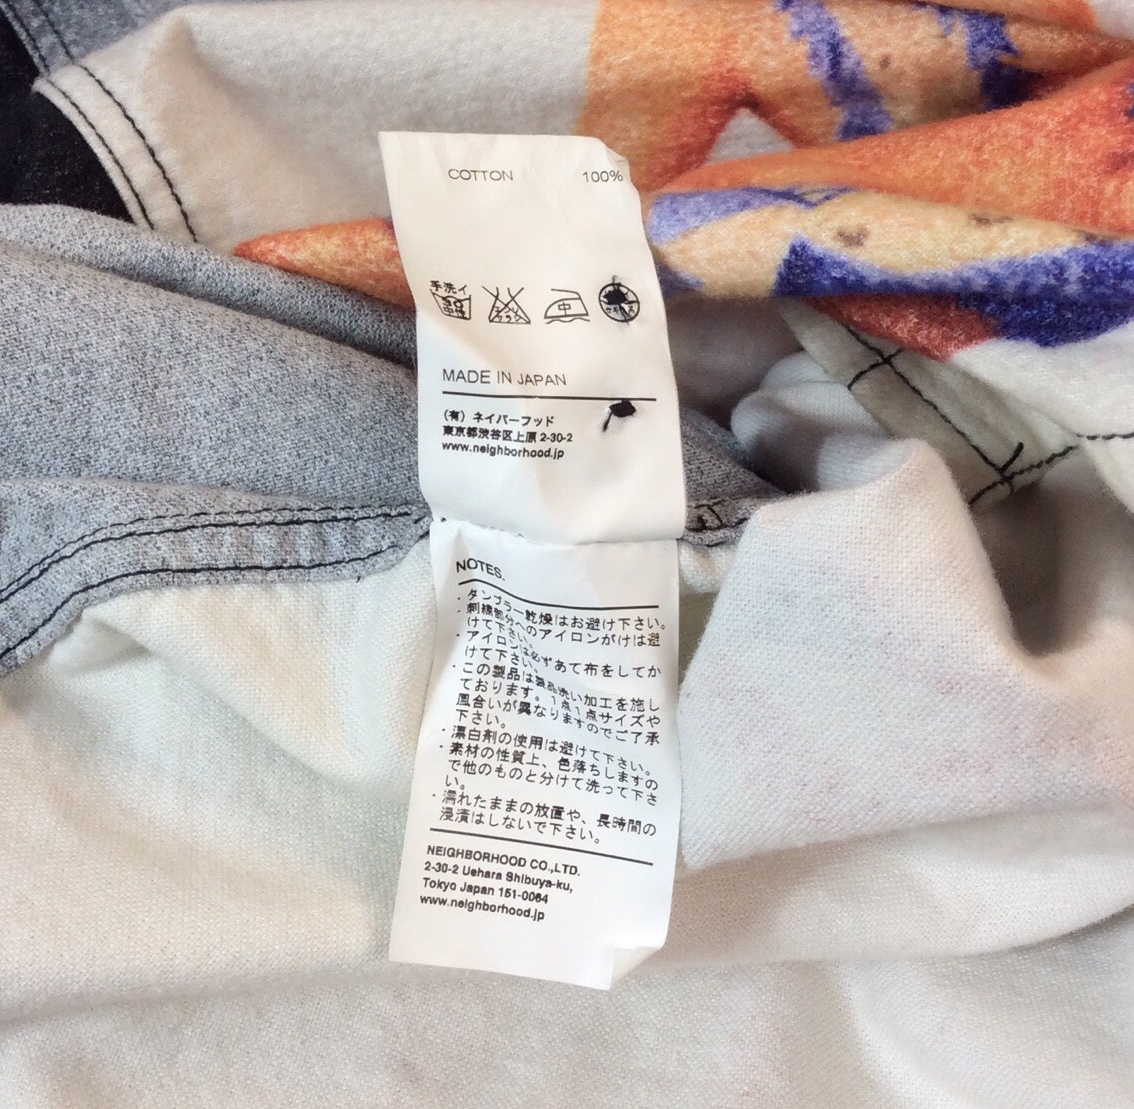 COTTON 100%
手洗イ
中
MADE IN JAPAN
(有) ネイバーフッド
東京都渋谷区上原 2-30-2
www.neighborhood.jp
NOTES.
・タンブラー乾燥はお避け下さい。
・刺繍部分へのアイロンがけは避
けて下さい。
・アイロンは必ずあて布をしてか
けて下さい。
・この製品は製品洗い加工を施し
ております。1点1点サイズや
風合いが異なりますのでご了承
下さい。
・漂白剤の使用は避けて下さい。
・素材の性質上、色落ちしますの
で他のものと分けて洗って下さ
い。
・濡れたままの放置や、長時間の
浸漬はしないで下さい。
NEIGHBORHOOD CO.,LTD.
2-30-2 Uehara Shibuya-ku,
Tokyo Japan 151-0064
www.neighborhood.jp